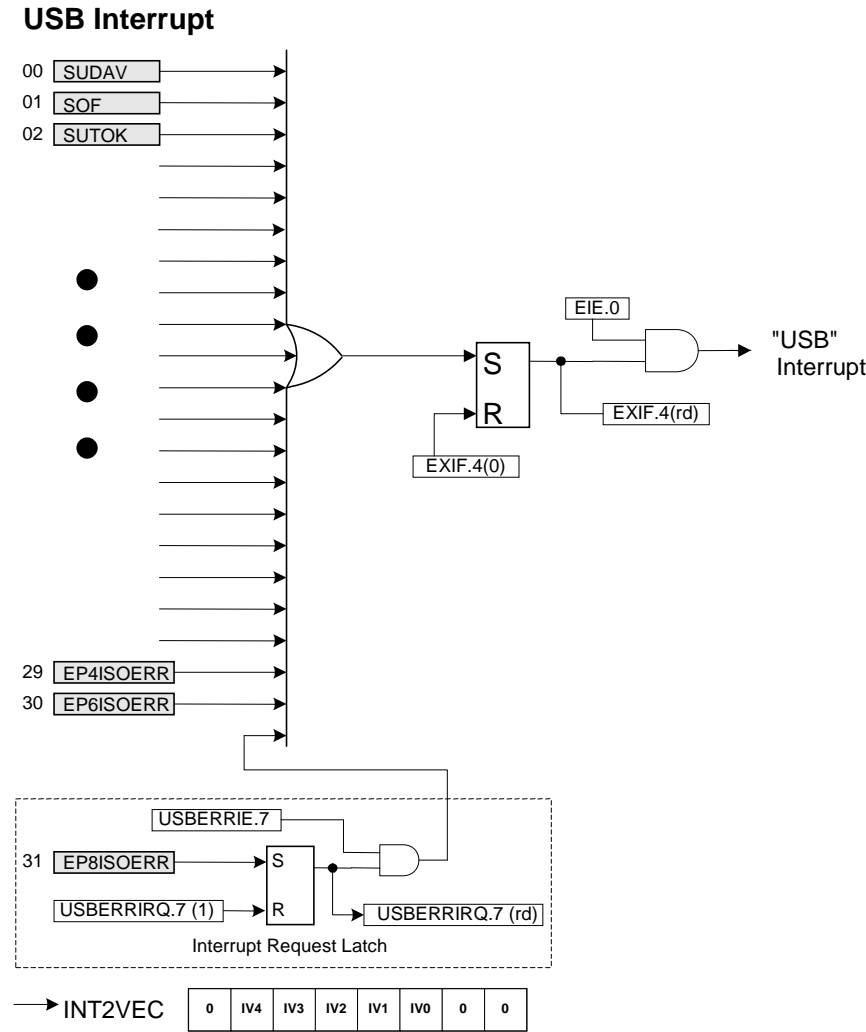 USB Interrupt
00 SUDAV
01 SOF
02 SUTOK
EIE.0
"USB"
Interrupt
S
R
EXIF.4(rd)
EXIF.4(0)
29 EP4ISOERR
30 EP6ISOERR
USBERRIE.7
31 EP8ISOERR
S
USBERRIRQ.7 (1)
R
USBERRIRQ.7 (rd)
Interrupt Request Latch
INT2VEC 0 IV4 IV3 IV2 IV1 IV0 0 0